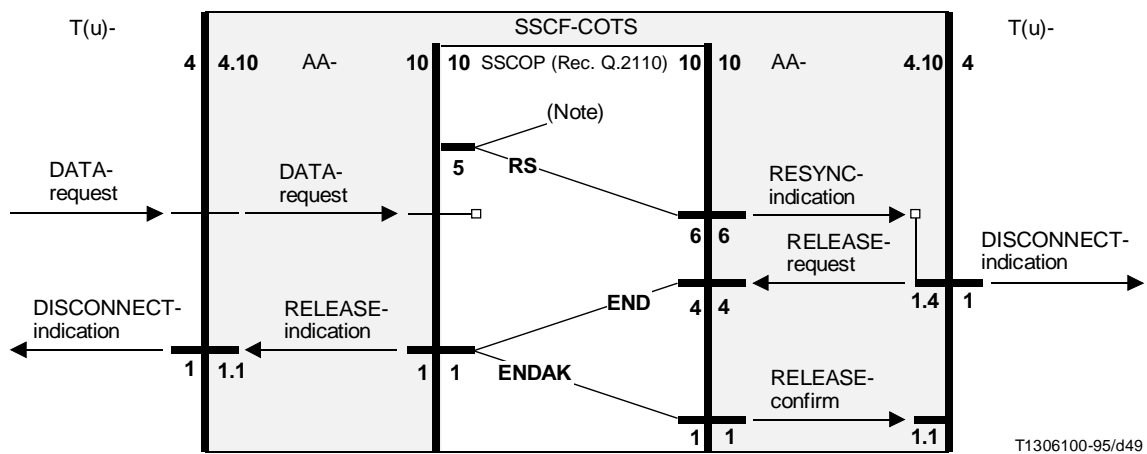 T(u)-
SSCF-COTS
T(u)-
4 4.10 AA- 10 10 SSCOP (Rec. Q.2110) 10 10 AA- 4.10 4
(Note)
5
RS
DATA-
request
DATA-
request
RESYNC-
indication
6 6
RELEASE-
request
DISCONNECT-
indication
END
4 4
1.4 1
DISCONNECT-
indication
RELEASE-
indication
1 1.1
1 1
ENDAK
RELEASE-
confirm
1 1
1.1
T1306100-95/d49